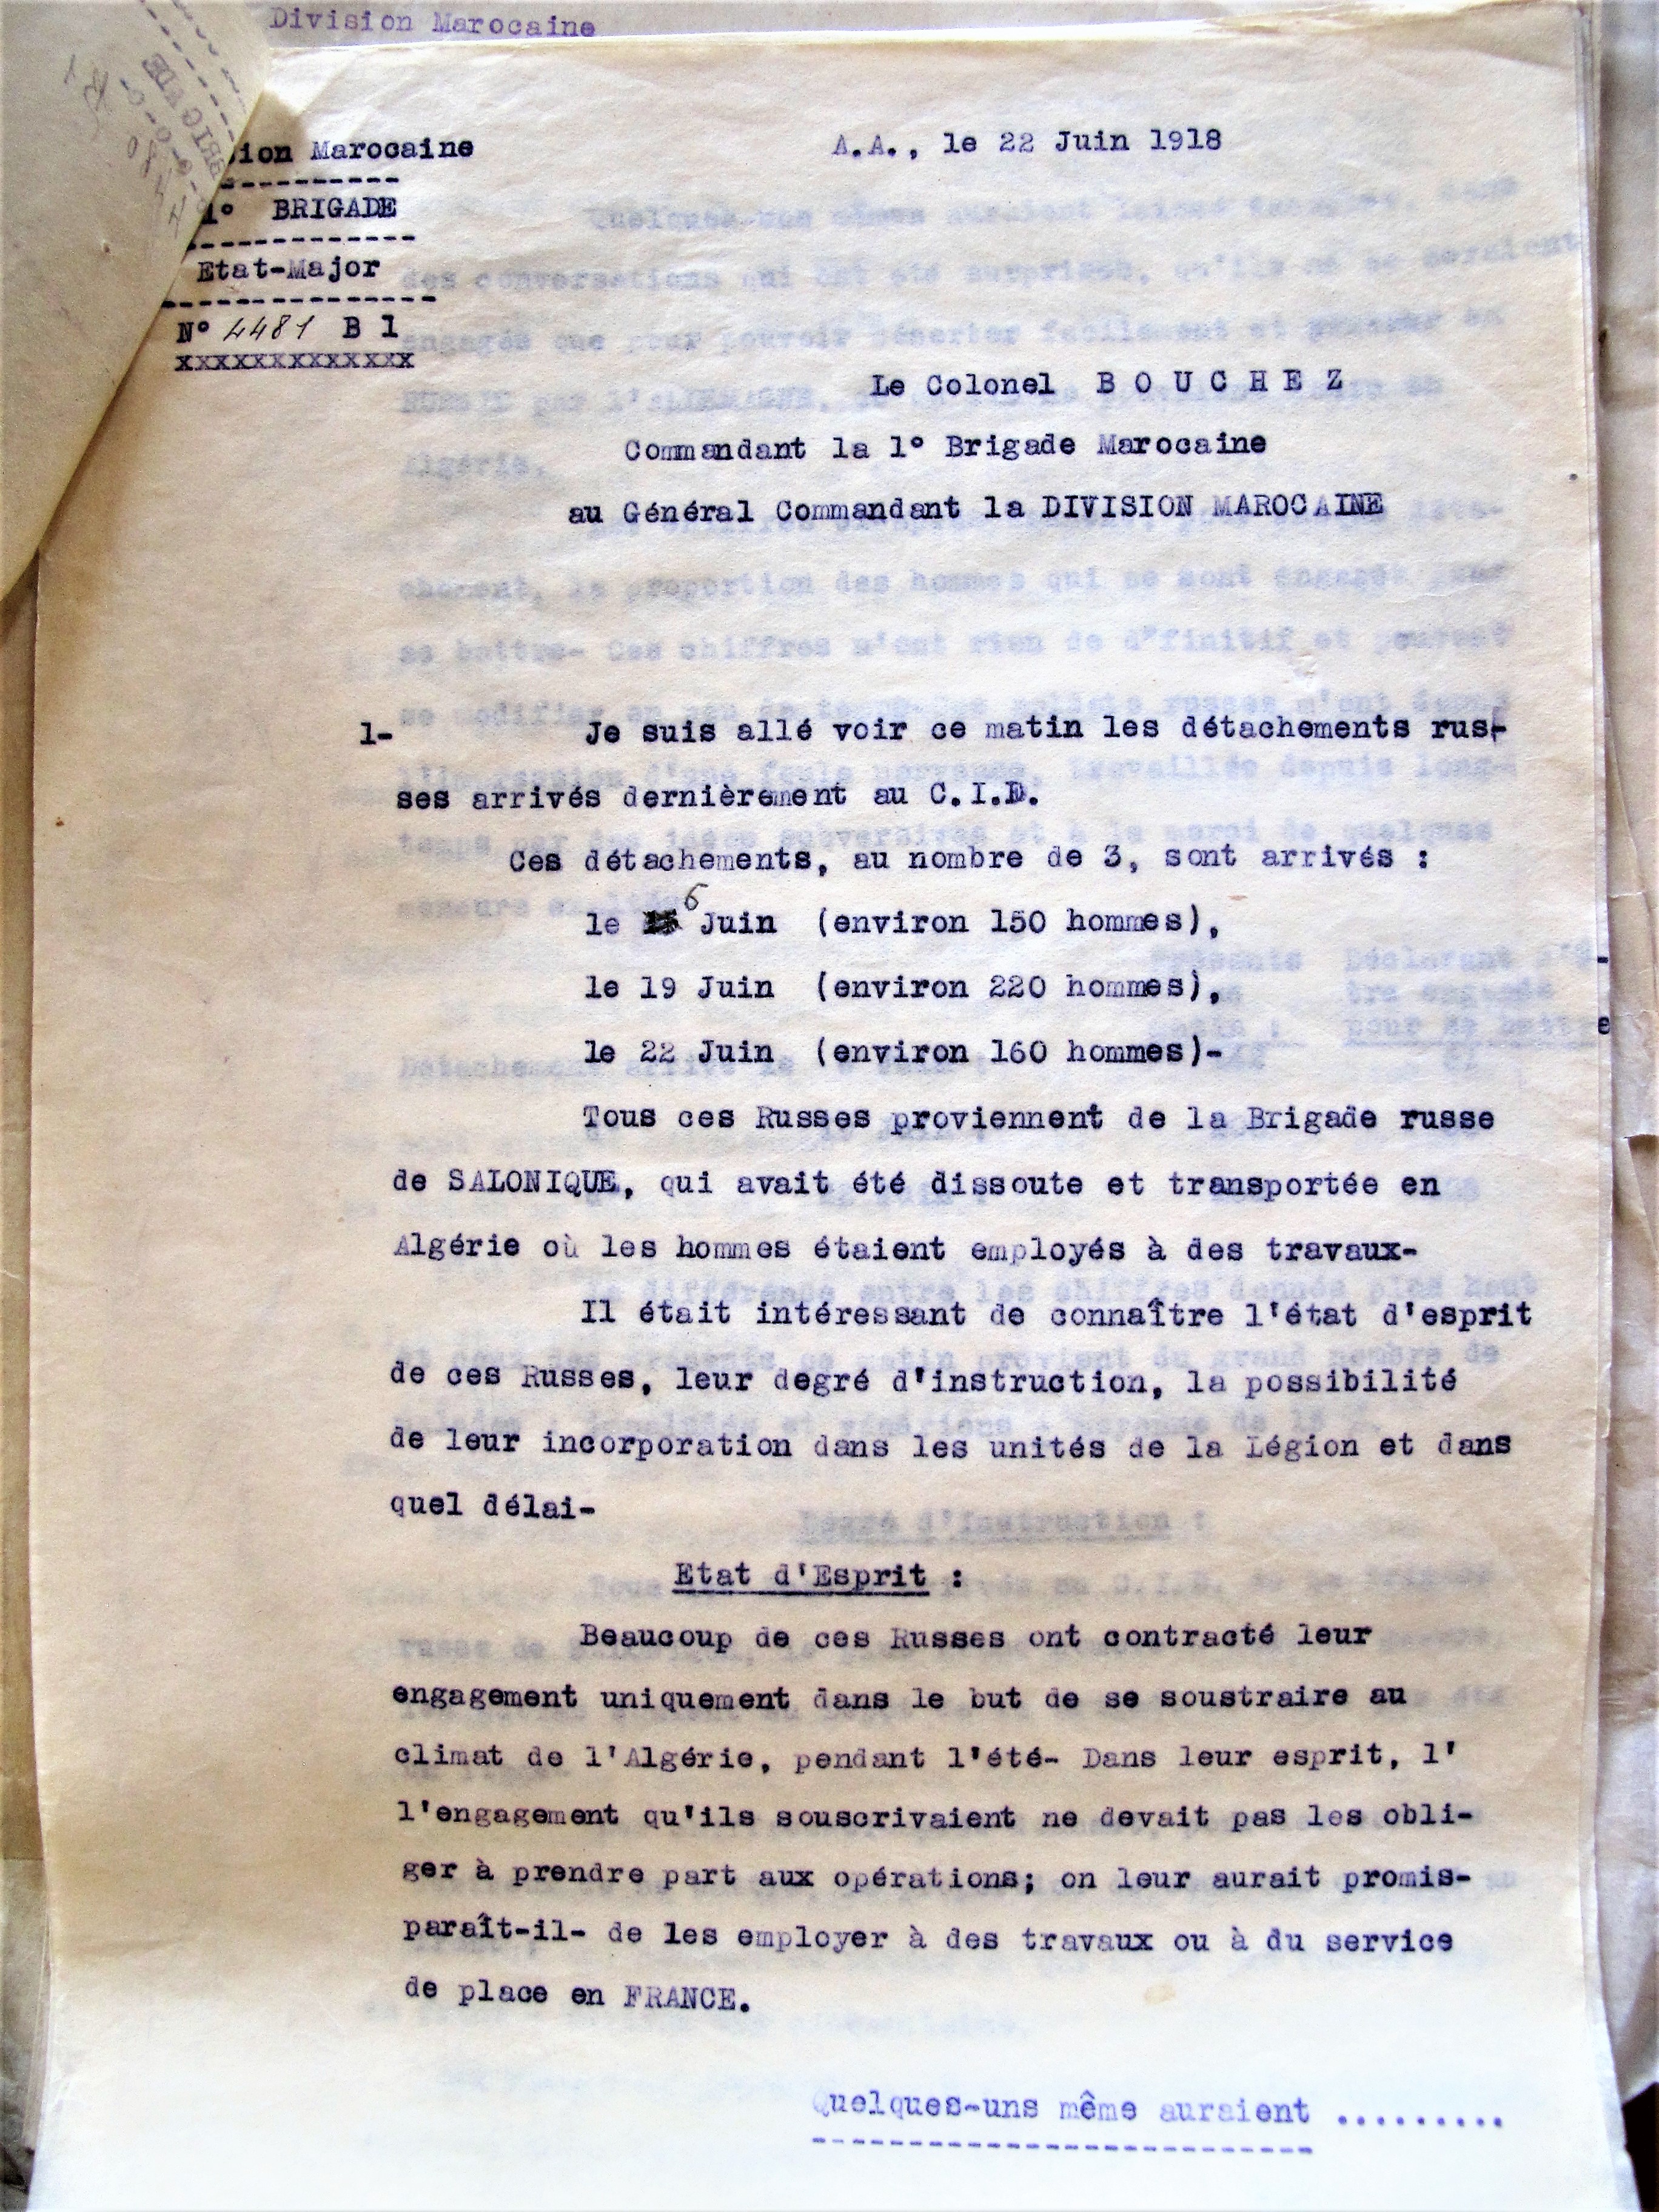 Division Marocaine
ion Marocaine
A.A., le 22 Juin 1918
1° BRIGADE
Etat-Major
N° 4481 B 1
xxxxxxxxxxxxx
Le Colonel B O U C H E Z
Commandant la 1° Brigade Marocaine
au Général Commandant la DIVISION MAROCAINE
1- Je suis allé voir ce matin les détachements rus-
ses arrivés dernièrement au C.I.D.
Ces détachements, au nombre de 3, sont arrivés :
le 6 Juin (environ 150 hommes),
le 19 Juin (environ 220 hommes),
le 22 Juin (environ 160 hommes)-
Tous ces Russes proviennent de la Brigade russe
de SALONIQUE, qui avait été dissoute et transportée en
Algérie où les hommes étaient employés à des travaux-
Il était intéressant de connaître l'état d'esprit
de ces Russes, leur degré d'instruction, la possibilité
de leur incorporation dans les unités de la Légion et dans
quel délai-
Etat d'Esprit :
Beaucoup de ces Russes ont contracté leur
engagement uniquement dans le but de se soustraire au
climat de l'Algérie, pendant l'été- Dans leur esprit, l'
l'engagement qu'ils souscrivaient ne devait pas les obli-
ger à prendre part aux opérations; on leur aurait promis-
paraît-il- de les employer à des travaux ou à du service
de place en FRANCE.
Quelques-uns même auraient .........